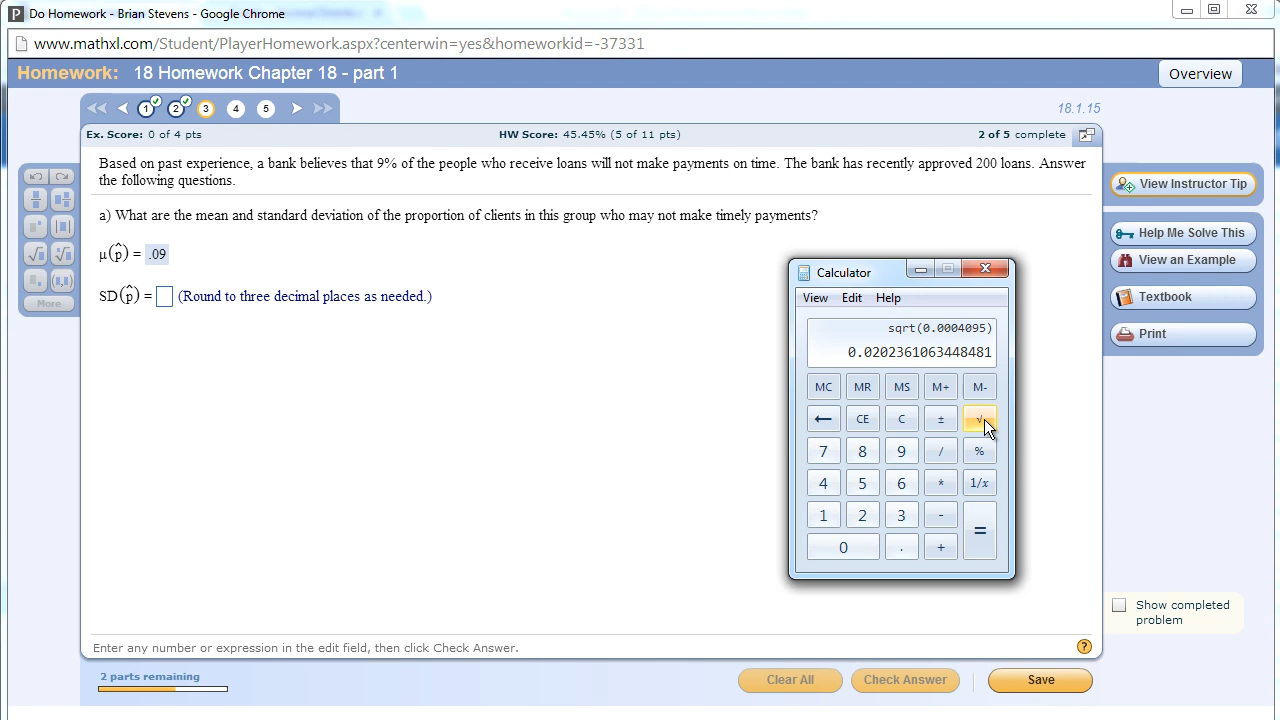 Do Homework - Brian Stevens - Google Chrome
www.mathxl.com/Student/PlayerHomework.aspx?centerwin=yes&homeworkid=-37331
Homework: 18 Homework Chapter 18 - part 1
Overview
1 2 3 4 5
18.1.15
Ex. Score: 0 of 4 pts
HW Score: 45.45% (5 of 11 pts)
2 of 5 complete
Based on past experience, a bank believes that 9% of the people who receive loans will not make payments on time. The bank has recently approved 200 loans. Answer
the following questions.
a) What are the mean and standard deviation of the proportion of clients in this group who may not make timely payments?
μ(p̂) = .09
SD(p̂) = (Round to three decimal places as needed.)
More
View Instructor Tip
Help Me Solve This
View an Example
Textbook
Print
Calculator
View Edit Help
sqrt(0.0004095)
0.0202361063448481
MC MR MS M+ M-
← CE C ± √
7 8 9 / %
4 5 6 * 1/x
1 2 3 - =
0 . +
Show completed
problem
Enter any number or expression in the edit field, then click Check Answer.
?
2 parts remaining
Clear All
Check Answer
Save